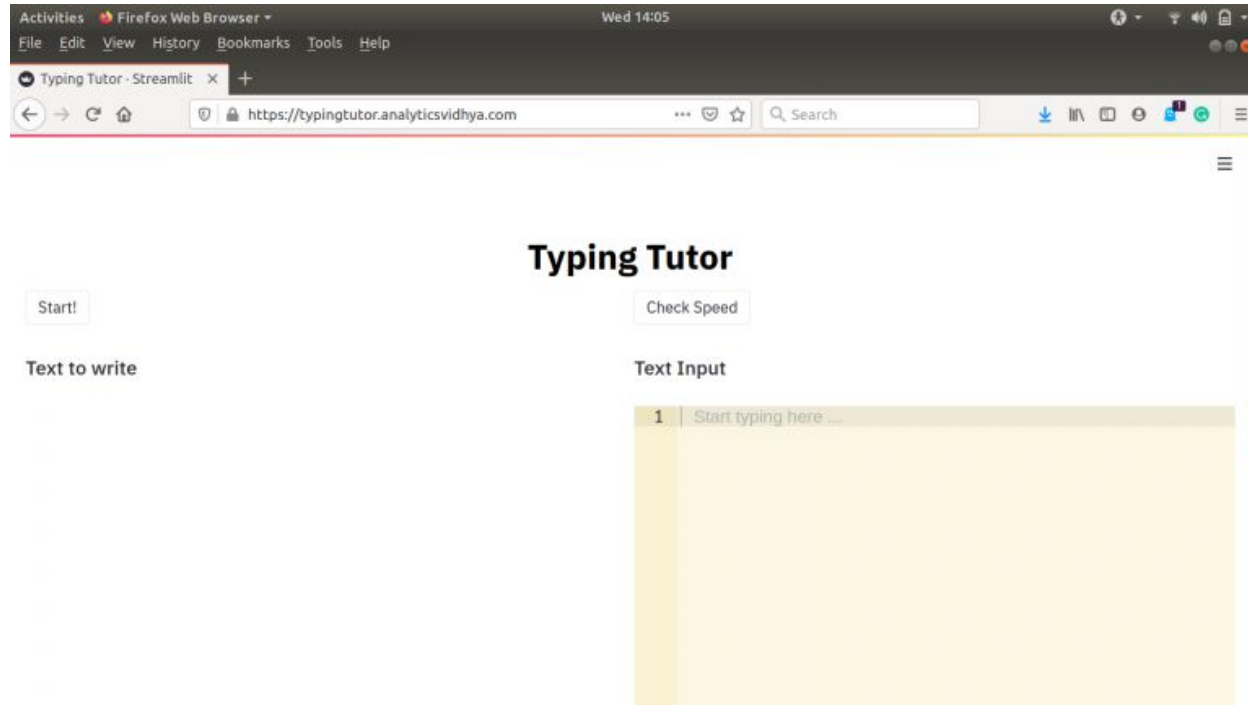 Activities Firefox Web Browser Wed 14:05
File Edit View History Bookmarks Tools Help
Typing Tutor · Streamlit
https://typingtutor.analyticsvidhya.com Search 1
Typing Tutor
Start! Check Speed
Text to write Text Input
1 Start typing here ...